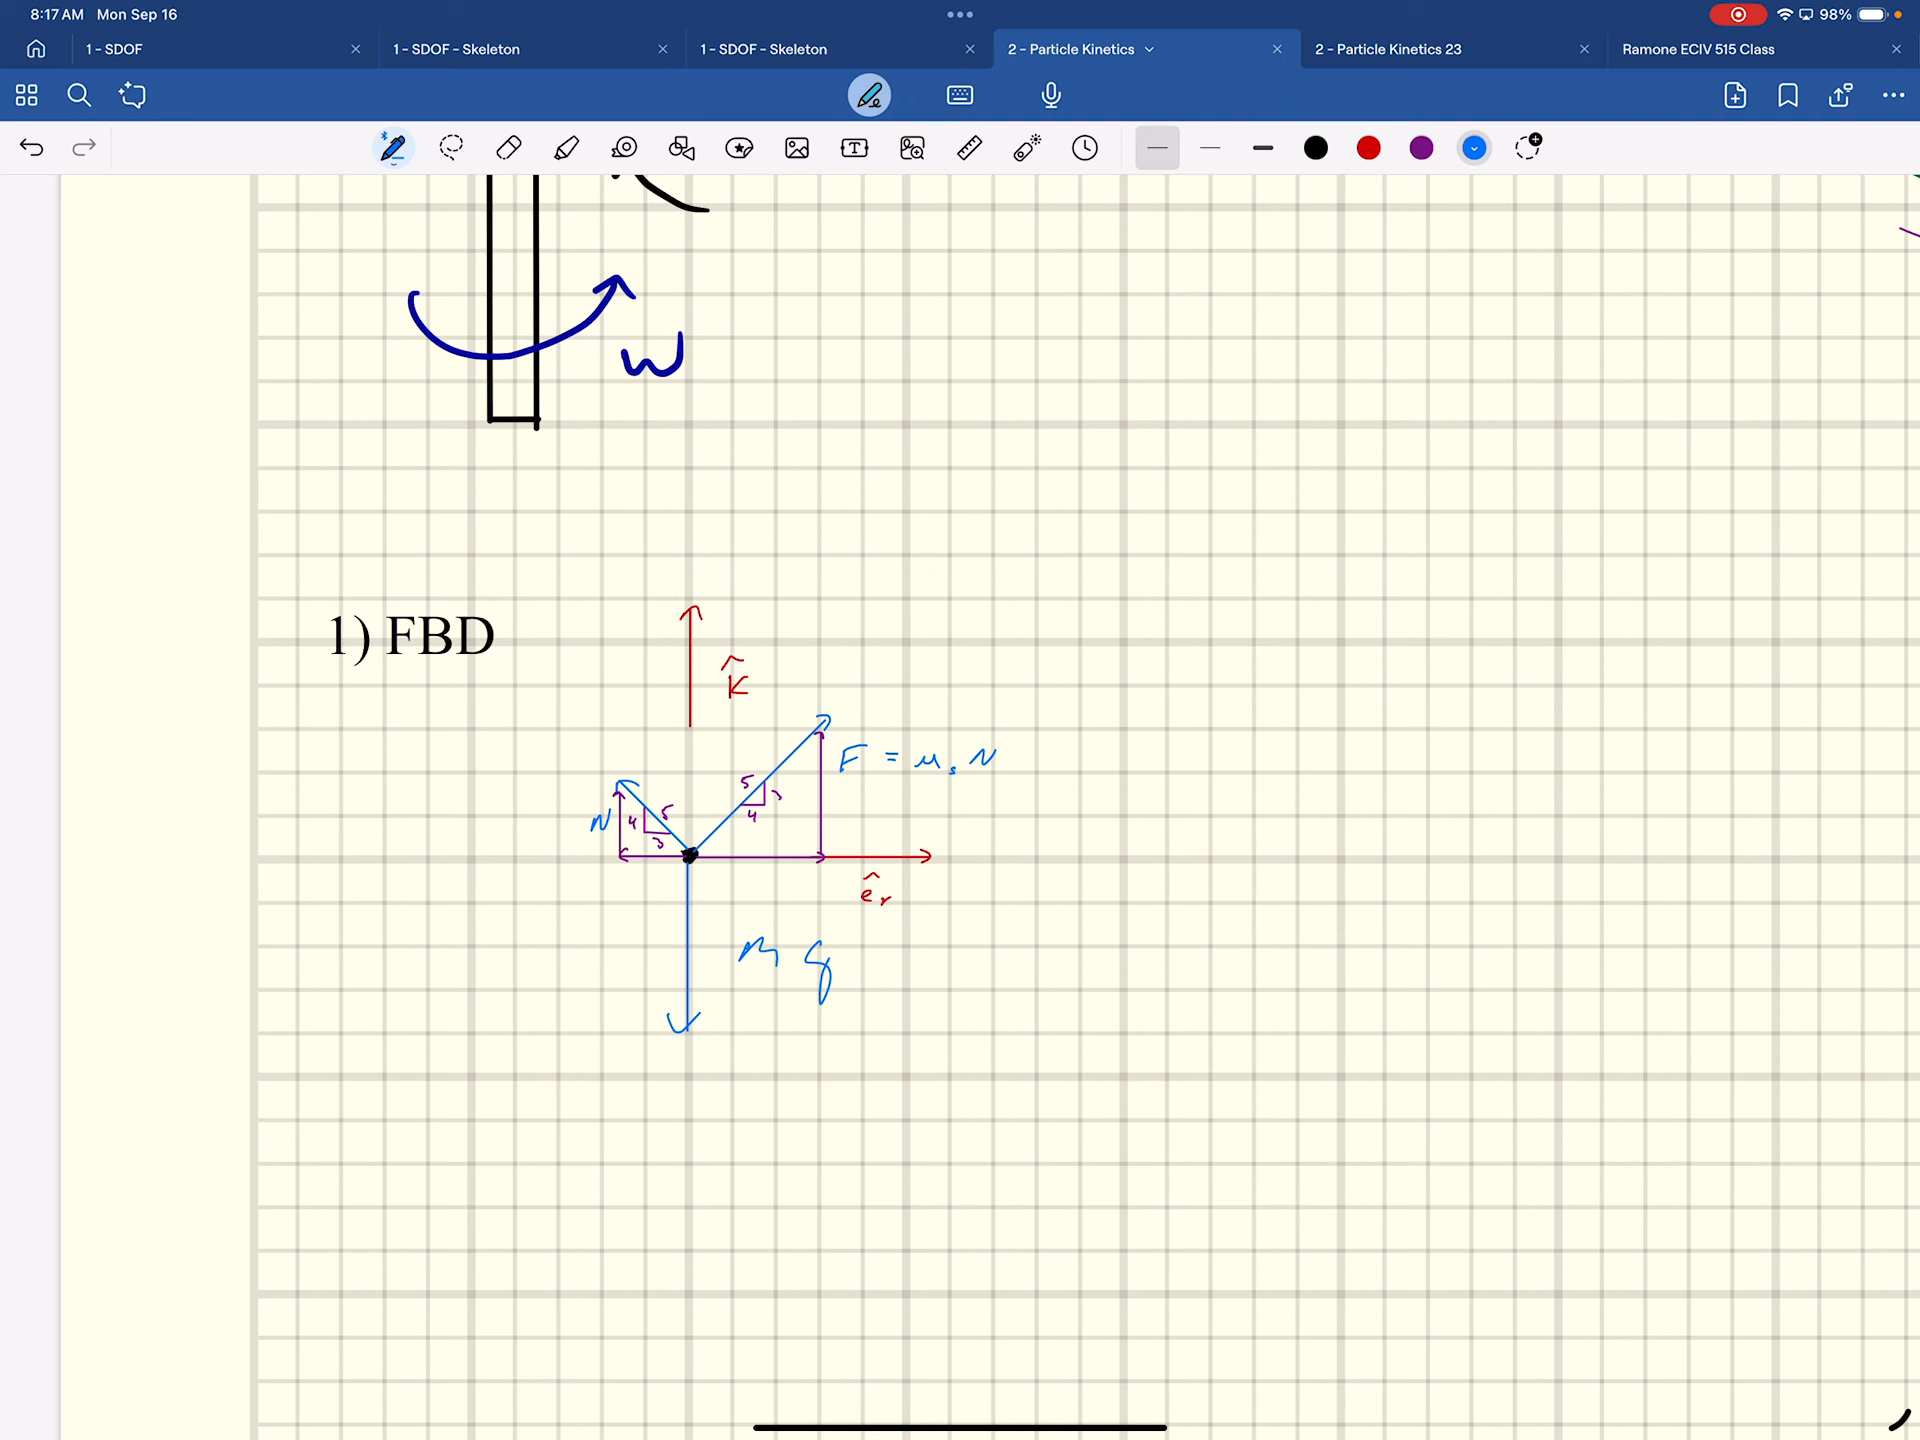 8:17 AM Mon Sep 16
98%
1 - SDOF
1 - SDOF - Skeleton
1 - SDOF - Skeleton
2 - Particle Kinetics
2 - Particle Kinetics 23
Ramone ECIV 515 Class
ω
1) FBD
k̂
F = μs N
5
3
4
N
4
5
3
êr
mg